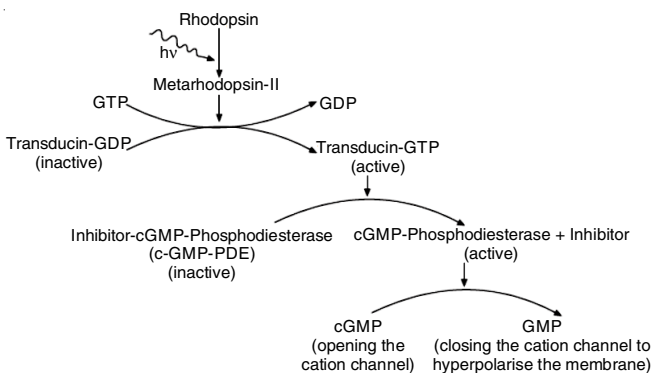 Rhodopsin
hν
Metarhodopsin-II
GTP
GDP
Transducin-GDP
(inactive)
Transducin-GTP
(active)
Inhibitor-cGMP-Phosphodiesterase
(c-GMP-PDE)
(inactive)
cGMP-Phosphodiesterase + Inhibitor
(active)
cGMP
(opening the
cation channel)
GMP
(closing the cation channel to
hyperpolarise the membrane)